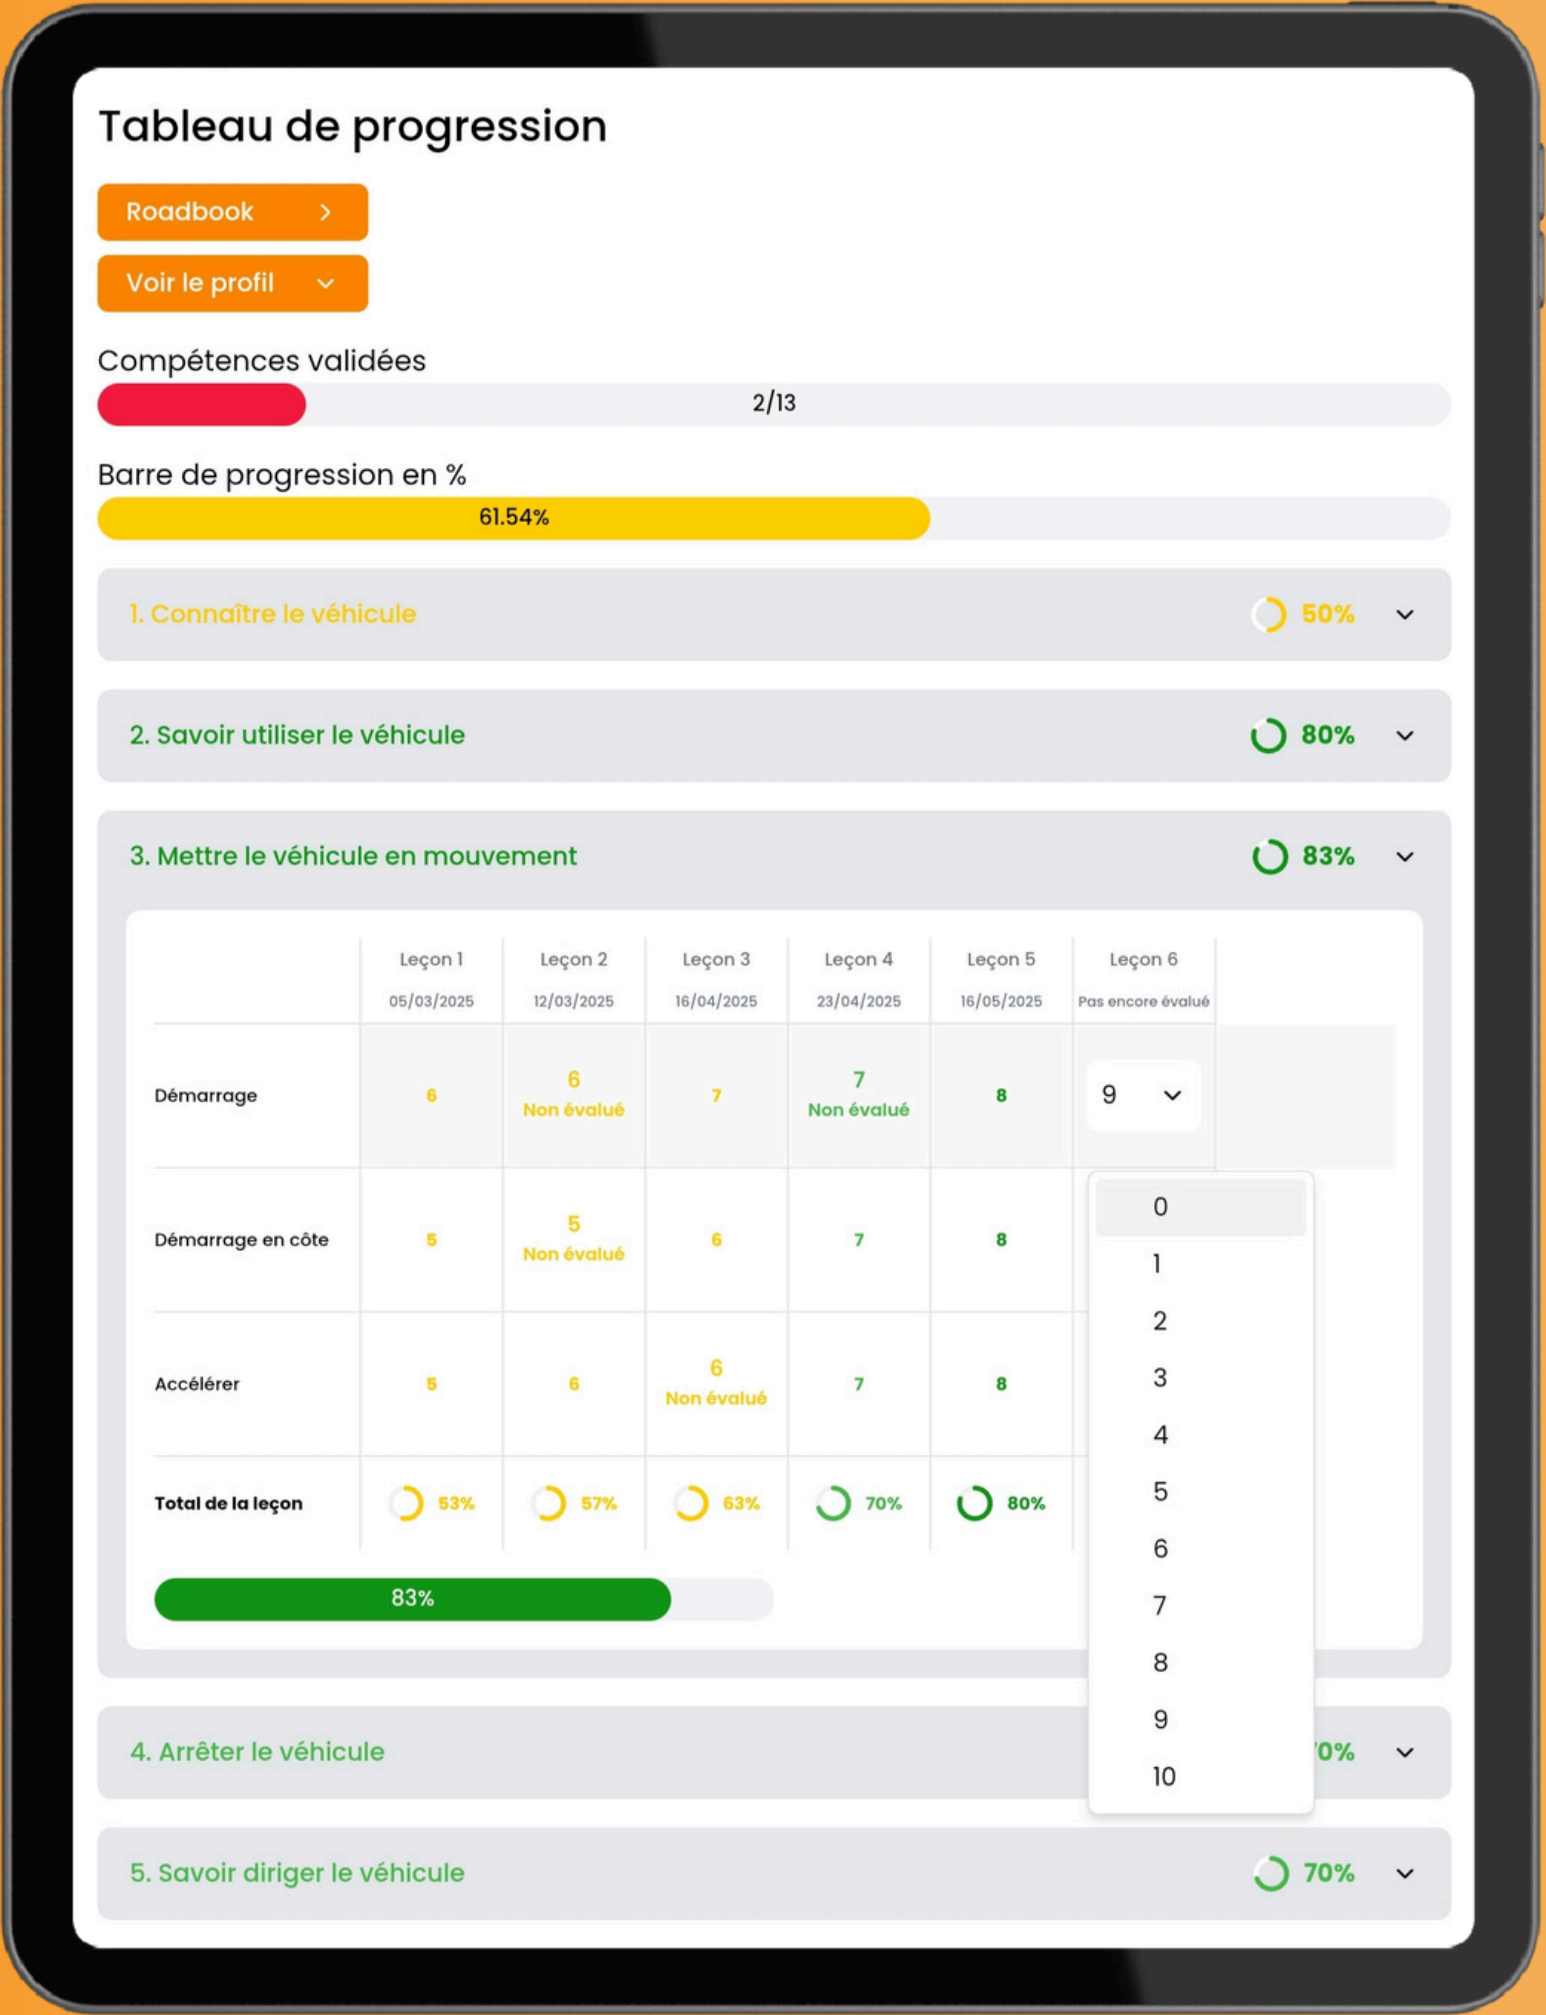 Tableau de progression
Roadbook
Voir le profil
Compétences validées
2/13
Barre de progression en %
61.54%
1. Connaître le véhicule 50%
2. Savoir utiliser le véhicule 80%
3. Mettre le véhicule en mouvement 83%
Leçon 1 Leçon 2 Leçon 3 Leçon 4 Leçon 5 Leçon 6
05/03/2025 12/03/2025 16/04/2025 23/04/2025 16/05/2025 Pas encore évalué
Démarrage 6 6 Non évalué 7 7 Non évalué 8 9
Démarrage en côte 5 5 Non évalué 6 7 8
Accélérer 5 6 6 Non évalué 7 8
Total de la leçon 53% 57% 63% 70% 80%
83%
0
1
2
3
4
5
6
7
8
9
10
4. Arrêter le véhicule
5. Savoir diriger le véhicule 70%